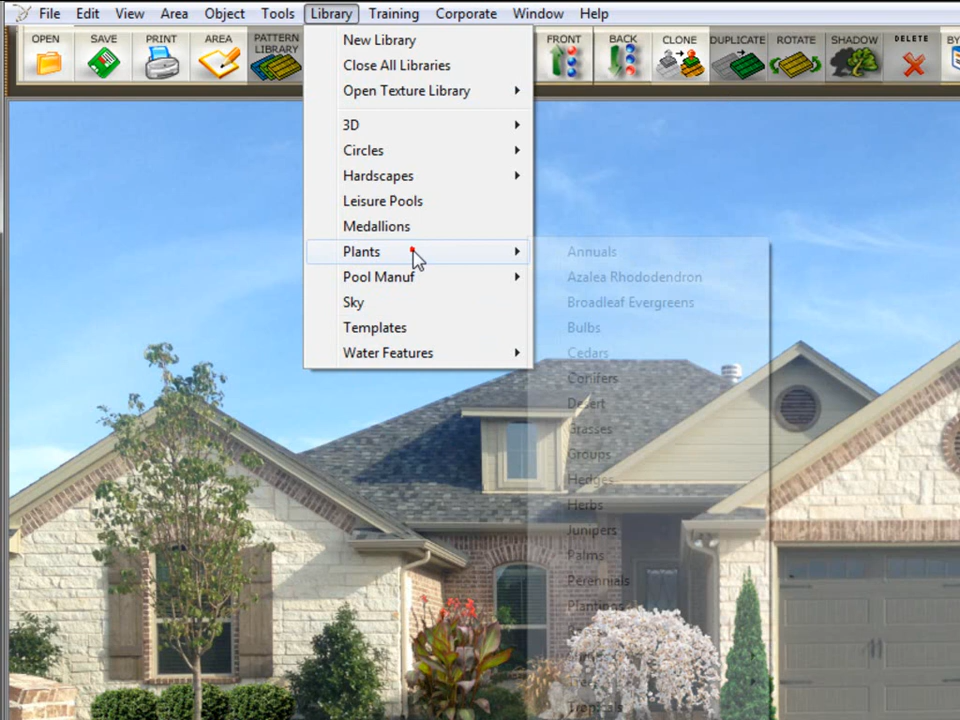 File Edit View Area Object Tools Library Training Corporate Window Help
OPEN SAVE PRINT AREA PATTERN LIBRARY FRONT BACK CLONE DUPLICATE ROTATE SHADOW DELETE BY
New Library
Close All Libraries
Open Texture Library
3D
Circles
Hardscapes
Leisure Pools
Medallions
Plants
Pool Manuf
Sky
Templates
Water Features
Annuals
Azalea Rhododendron
Broadleaf Evergreens
Bulbs
Cedars
Conifers
Desert
Grasses
Groups
Hedges
Herbs
Junipers
Palms
Perennials
Plantings
Tropicals